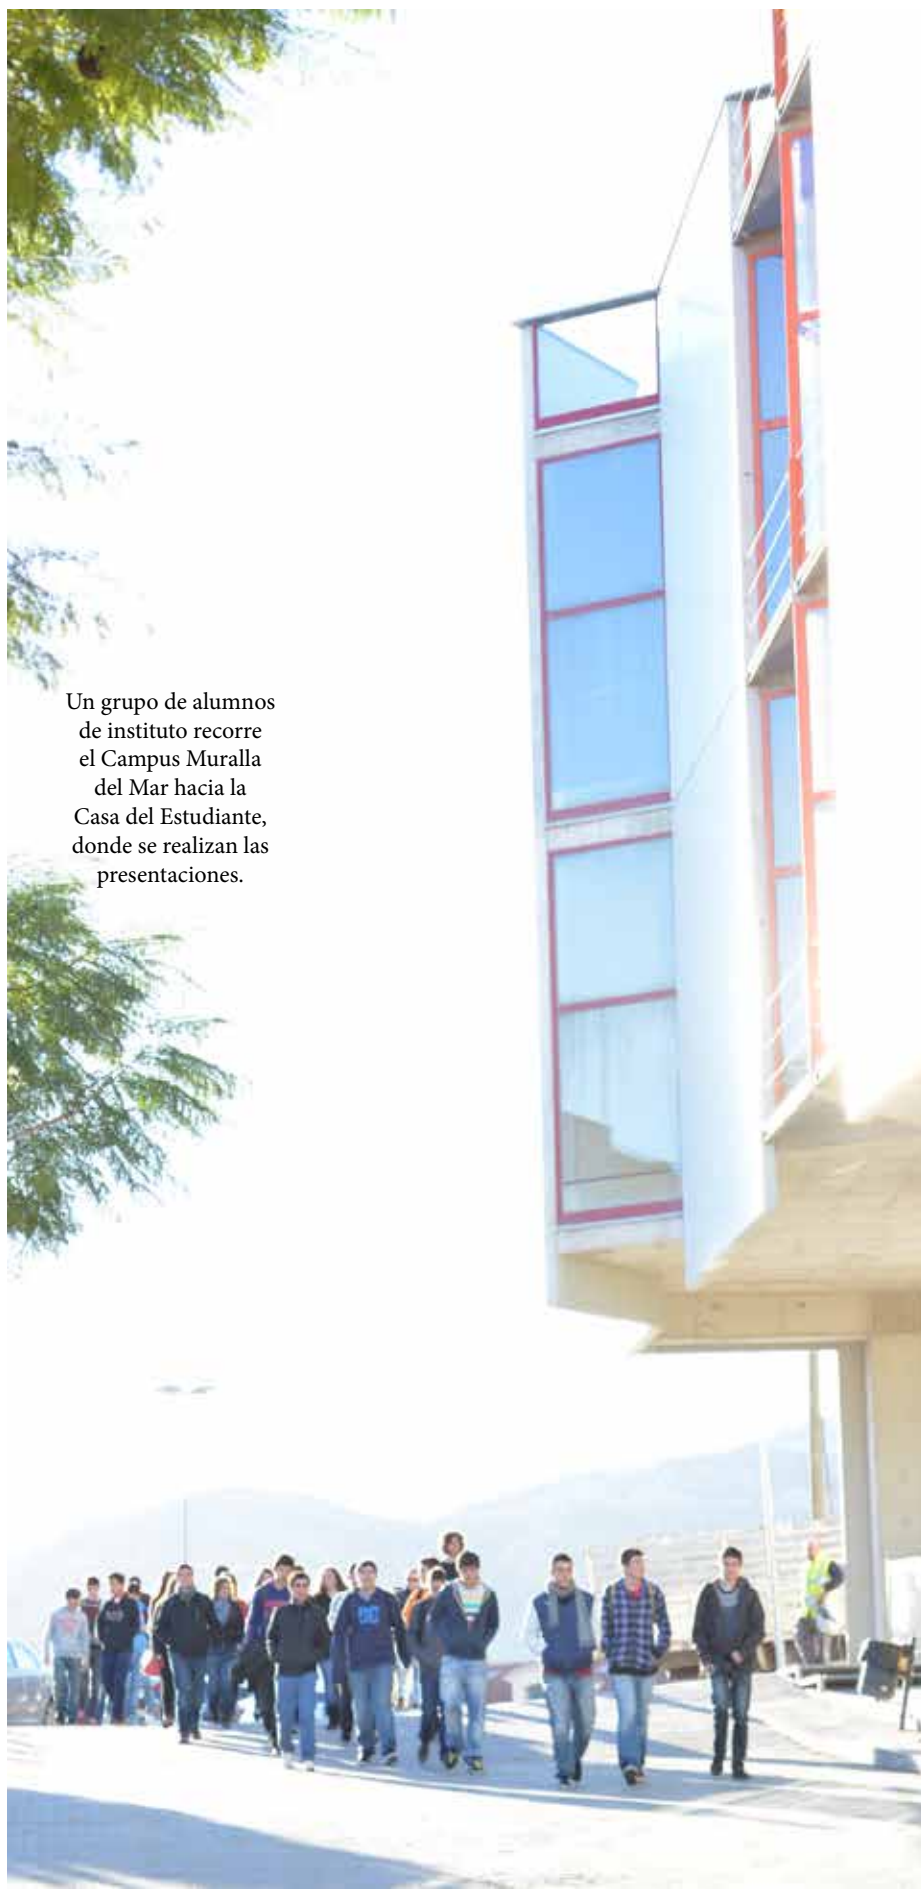 Un grupo de alumnos
de instituto recorre
el Campus Muralla
del Mar hacia la
Casa del Estudiante,
donde se realizan las
presentaciones.